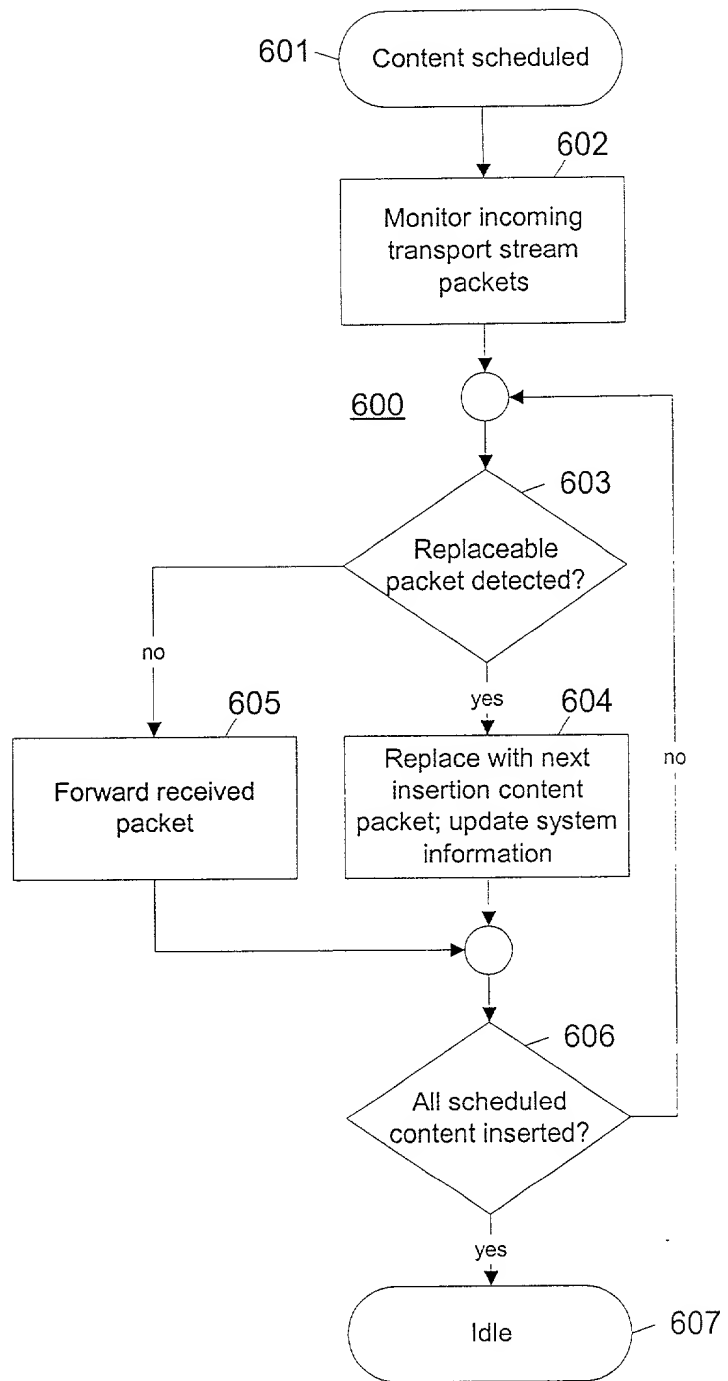 601
Content scheduled
602
Monitor incoming
transport stream
packets
600
603
Replaceable
packet detected?
no
yes
605
604
no
Forward received
packet
Replace with next
insertion content
packet; update system
information
606
All scheduled
content inserted?
yes
Idle
607